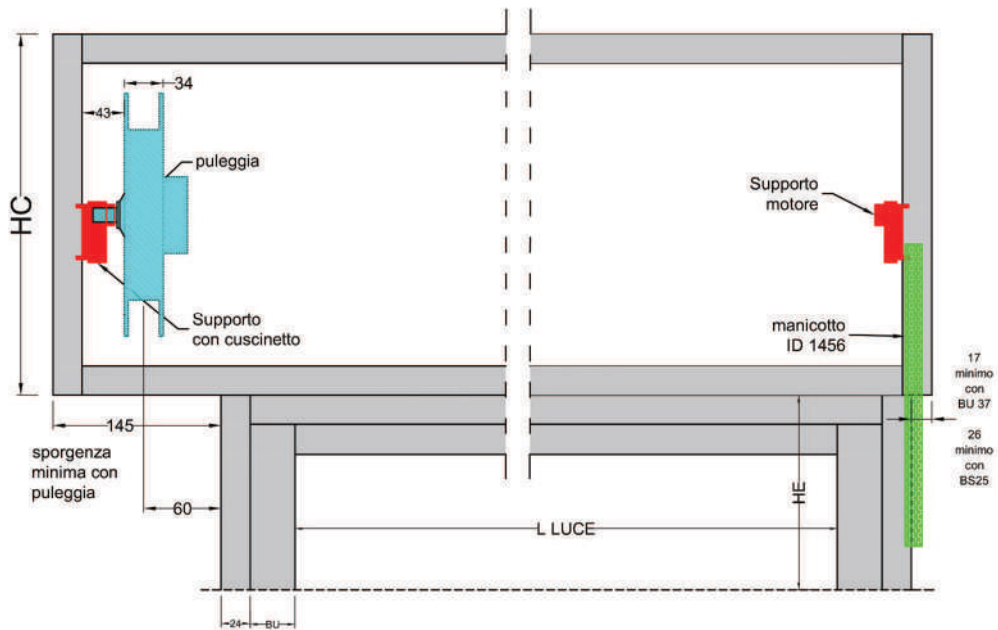 34
43
puleggia
HC
Supporto
motore
Supporto
con cuscinetto
manicotto
ID 1456
17
minimo
con
BU 37
26
minimo
con
BS25
145
sporgenza
minima con
puleggia
60
HE
L LUCE
24
BU